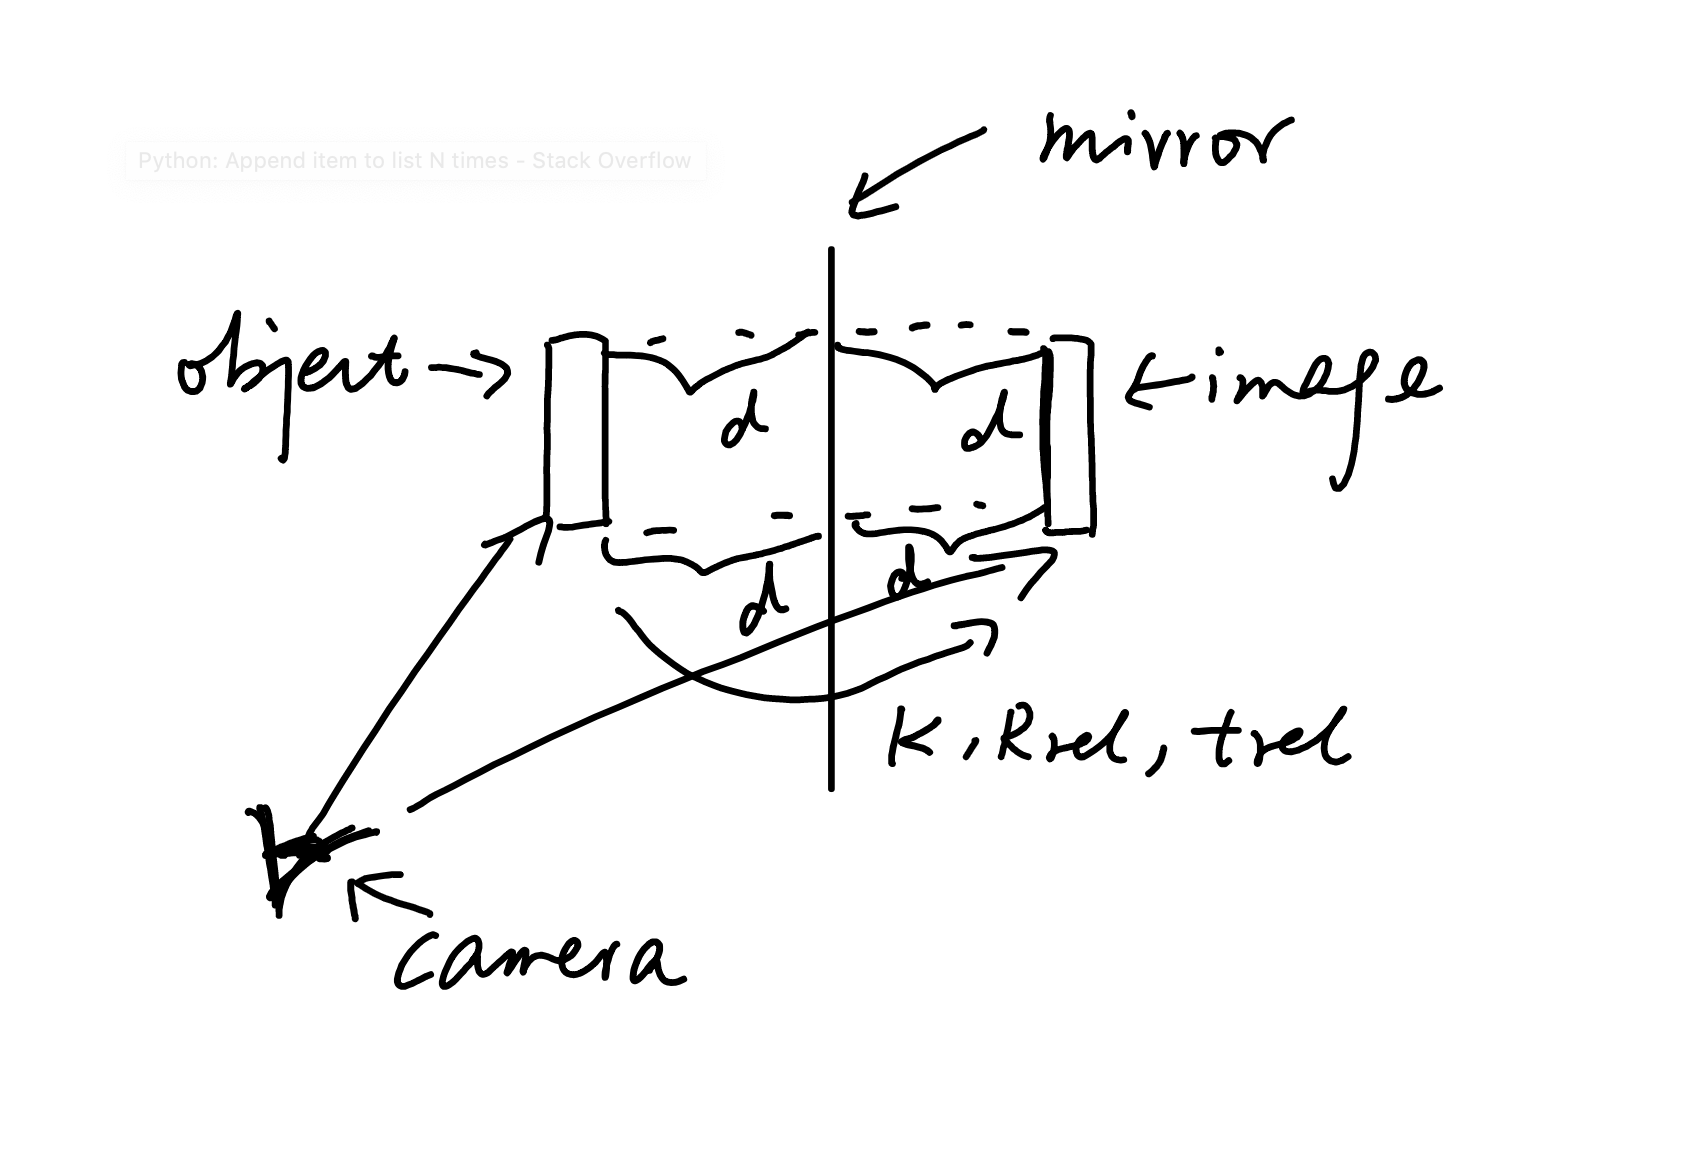 Python: Append item to list N times - Stack Overflow
mirror
object
image
d
d
d
d
K, Rrel, trel
camera